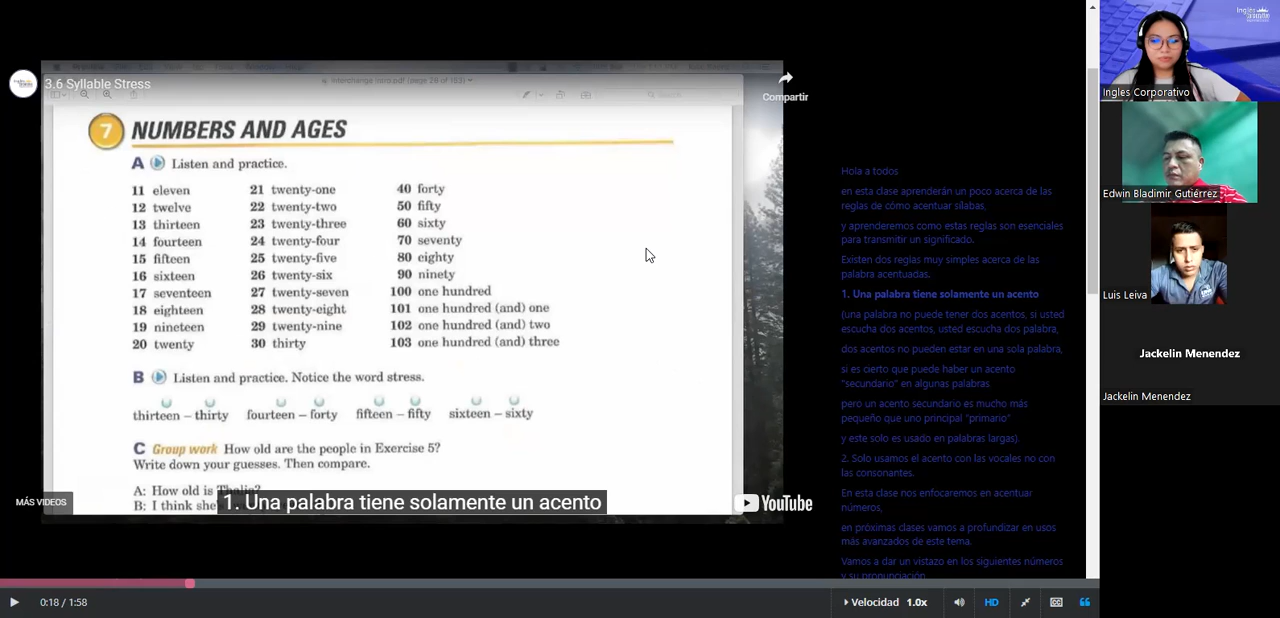 3.6 Syllable Stress
Compartir
7 NUMBERS AND AGES
A Listen and practice.
11 eleven
12 twelve
13 thirteen
14 fourteen
15 fifteen
16 sixteen
17 seventeen
18 eighteen
19 nineteen
20 twenty
21 twenty-one
22 twenty-two
23 twenty-three
24 twenty-four
25 twenty-five
26 twenty-six
27 twenty-seven
28 twenty-eight
29 twenty-nine
30 thirty
40 forty
50 fifty
60 sixty
70 seventy
80 eighty
90 ninety
100 one hundred
101 one hundred (and) one
102 one hundred (and) two
103 one hundred (and) three
B Listen and practice. Notice the word stress.
thirteen – thirty fourteen – forty fifteen – fifty sixteen – sixty
C Group work How old are the people in Exercise 5?
Write down your guesses. Then compare.
A: How old is Thalia?
B: I think she's
1. Una palabra tiene solamente un acento
MÁS VIDEOS
YouTube
Hola a todos
en esta clase aprenderán un poco acerca de las
reglas de cómo acentuar sílabas,
y aprenderemos como estas reglas son esenciales
para transmitir un significado.
Existen dos reglas muy simples acerca de las
palabra acentuadas.
1. Una palabra tiene solamente un acento
(una palabra no puede tener dos acentos, si usted
escucha dos acentos, usted escucha dos palabra,
dos acentos no pueden estar en una sola palabra,
si es cierto que puede haber un acento
"secundario" en algunas palabras.
pero un acento secundario es mucho más
pequeño que uno principal "primario"
y este solo es usado en palabras largas).
2. Solo usamos el acento con las vocales no con
las consonantes.
En esta clase nos enfocaremos en acentuar
números,
en próximas clases vamos a profundizar en usos
más avanzados de este tema.
Vamos a dar un vistazo en los siguientes números
y su pronunciación
0:18 / 1:58
Velocidad 1.0x
HD
Ingles Corporativo
Edwin Bladimir Gutiérrez
Luis Leiva
Jackelin Menendez
Jackelin Menendez